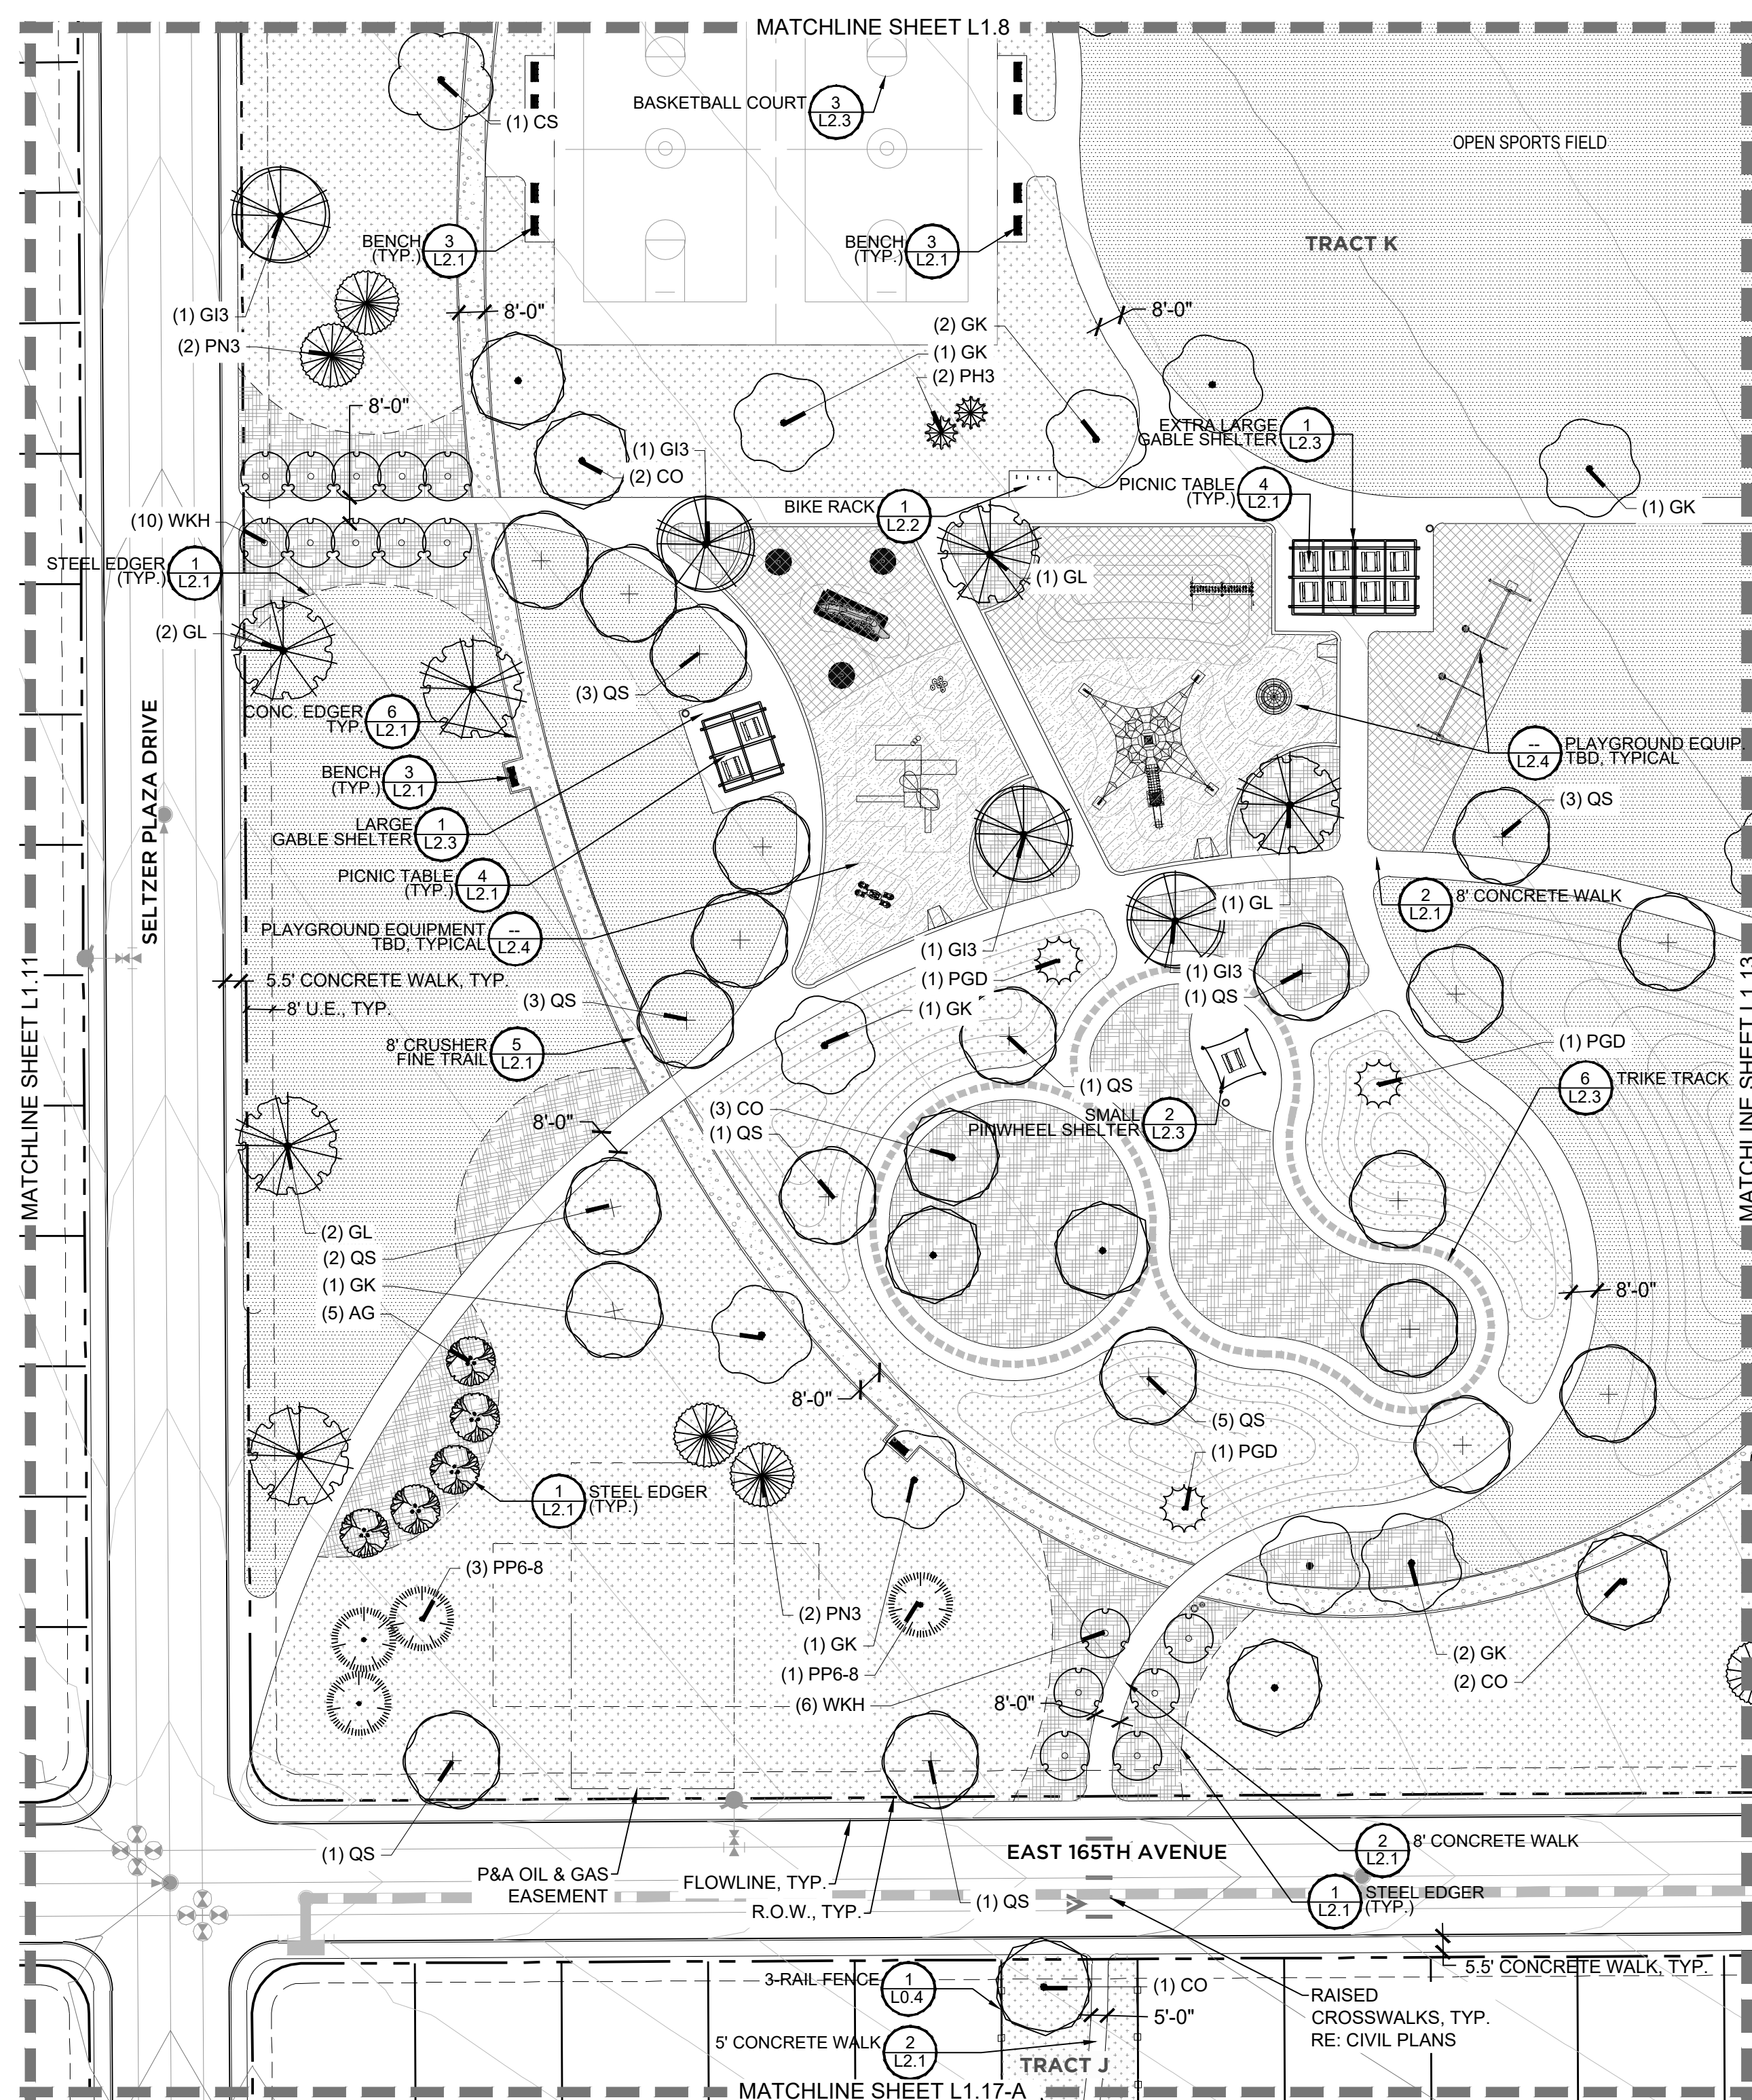 MATCHLINE SHEET L1.8
BASKETBALL COURT
3
L2.3
(1) CS
OPEN SPORTS FIELD
TRACT K
BENCH
(TYP.)
3
L2.1
BENCH
(TYP.)
3
L2.1
(1) GI3
(2) PN3
8'-0"
8'-0"
(2) GK
(1) GK
(2) PH3
8'-0"
EXTRA LARGE
GABLE SHELTER
1
L2.3
(1) GI3
(2) CO
PICNIC TABLE
(TYP.)
4
L2.1
BIKE RACK
1
L2.2
(1) GK
(10) WKH
STEEL EDGER
(TYP.)
1
L2.1
(1) GL
(2) GL
(3) QS
CONC. EDGER
TYP.
6
L2.1
SELTZER PLAZA DRIVE
--
L2.4
PLAYGROUND EQUIP.
TBD, TYPICAL
BENCH
(TYP.)
3
L2.1
(3) QS
LARGE
GABLE SHELTER
1
L2.3
PICNIC TABLE
(TYP.)
4
L2.1
2
L2.1
8' CONCRETE WALK
(1) GL
PLAYGROUND EQUIPMENT
TBD, TYPICAL
--
L2.4
(1) GI3
(1) PGD
(1) GI3
(1) QS
5.5' CONCRETE WALK, TYP.
8' U.E., TYP.
(3) QS
(1) GK
MATCHLINE SHEET L1.11
MATCHLINE SHEET L1.13
8' CRUSHER
FINE TRAIL
5
L2.1
(1) PGD
6
L2.3
TRIKE TRACK
(1) QS
8'-0"
(3) CO
(1) QS
SMALL
PINWHEEL SHELTER
2
L2.3
(2) GL
(2) QS
(1) GK
(5) AG
8'-0"
8'-0"
(5) QS
(1) PGD
1
L2.1
STEEL EDGER
(TYP.)
(3) PP6-8
(2) PN3
(1) GK
(1) PP6-8
(6) WKH
8'-0"
(2) GK
(2) CO
(1) QS
P&A OIL & GAS
EASEMENT
FLOWLINE, TYP.
R.O.W., TYP.
EAST 165TH AVENUE
(1) QS
2
L2.1
8' CONCRETE WALK
1
L2.1
STEEL EDGER
(TYP.)
5.5' CONCRETE WALK, TYP.
3-RAIL FENCE
1
L0.4
(1) CO
5'-0"
RAISED
CROSSWALKS, TYP.
RE: CIVIL PLANS
5' CONCRETE WALK
2
L2.1
TRACT J
MATCHLINE SHEET L1.17-A